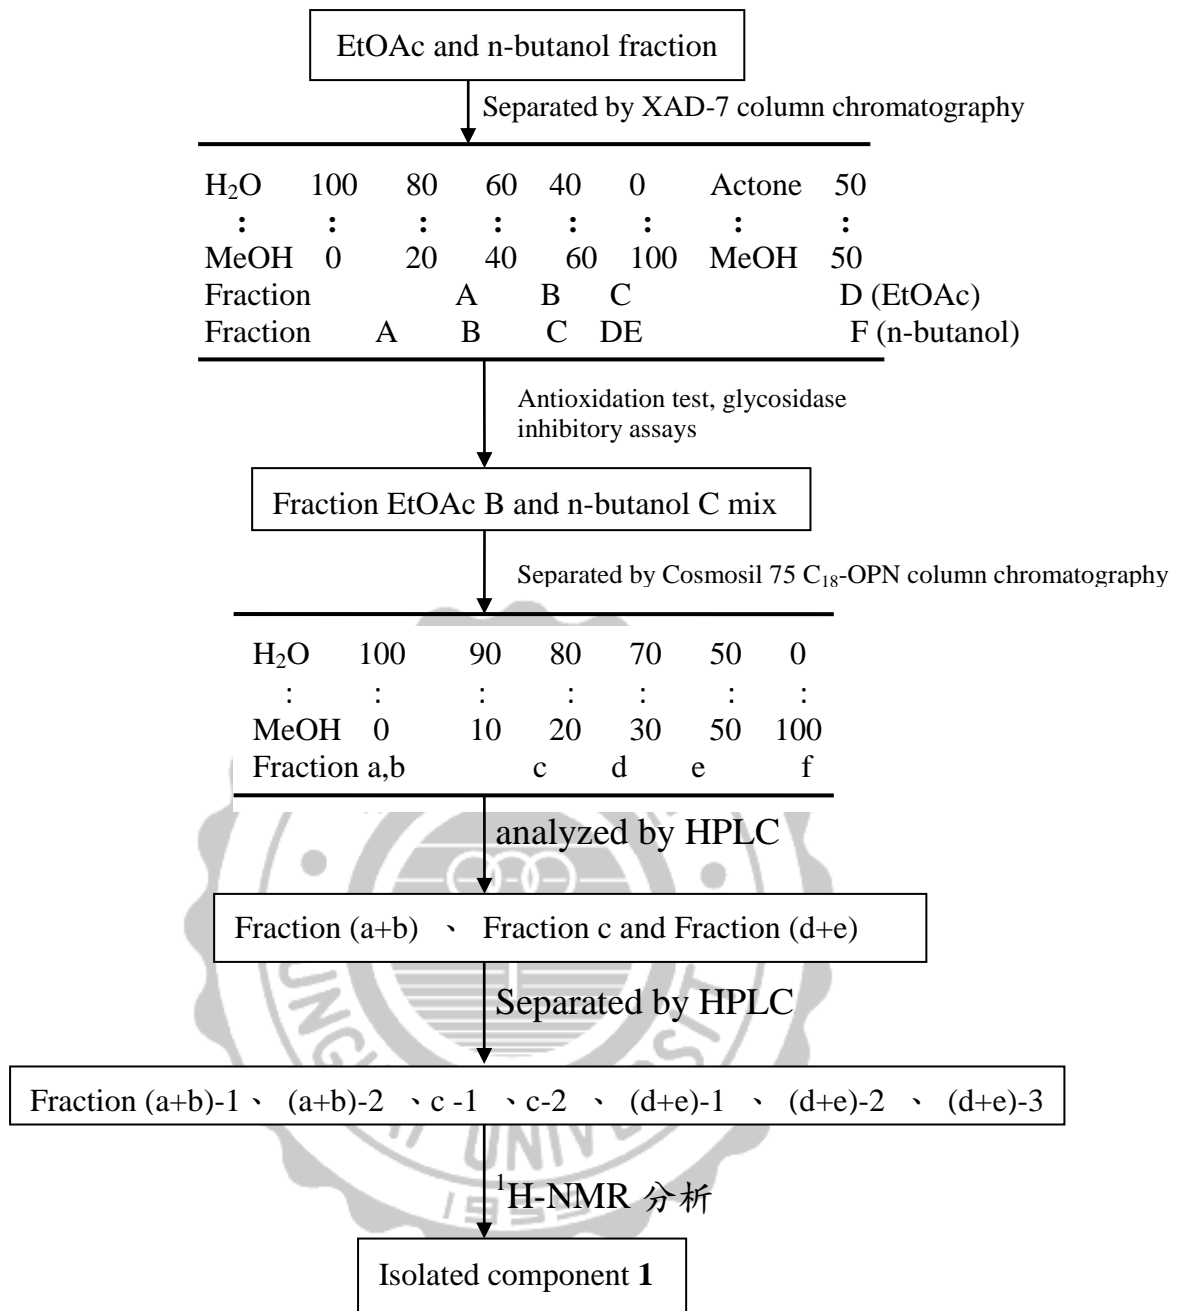 EtOAc and n-butanol fraction
Separated by XAD-7 column chromatography
H₂O 100 80 60 40 0 Actone 50
: : : : : : : :
MeOH 0 20 40 60 100 MeOH 50
Fraction A B C D (EtOAc)
Fraction A B C DE F (n-butanol)
Antioxidation test, glycosidase
inhibitory assays
Fraction EtOAc B and n-butanol C mix
Separated by Cosmosil 75 C₁₈-OPN column chromatography
H₂O 100 90 80 70 50 0
: : : : : : :
MeOH 0 10 20 30 50 100
Fraction a,b c d e f
analyzed by HPLC
Fraction (a+b) 、 Fraction c and Fraction (d+e)
Separated by HPLC
Fraction (a+b)-1、 (a+b)-2 、c -1 、c-2 、 (d+e)-1 、 (d+e)-2 、 (d+e)-3
UNIV
¹H-NMR 分析
1955
Isolated component 1